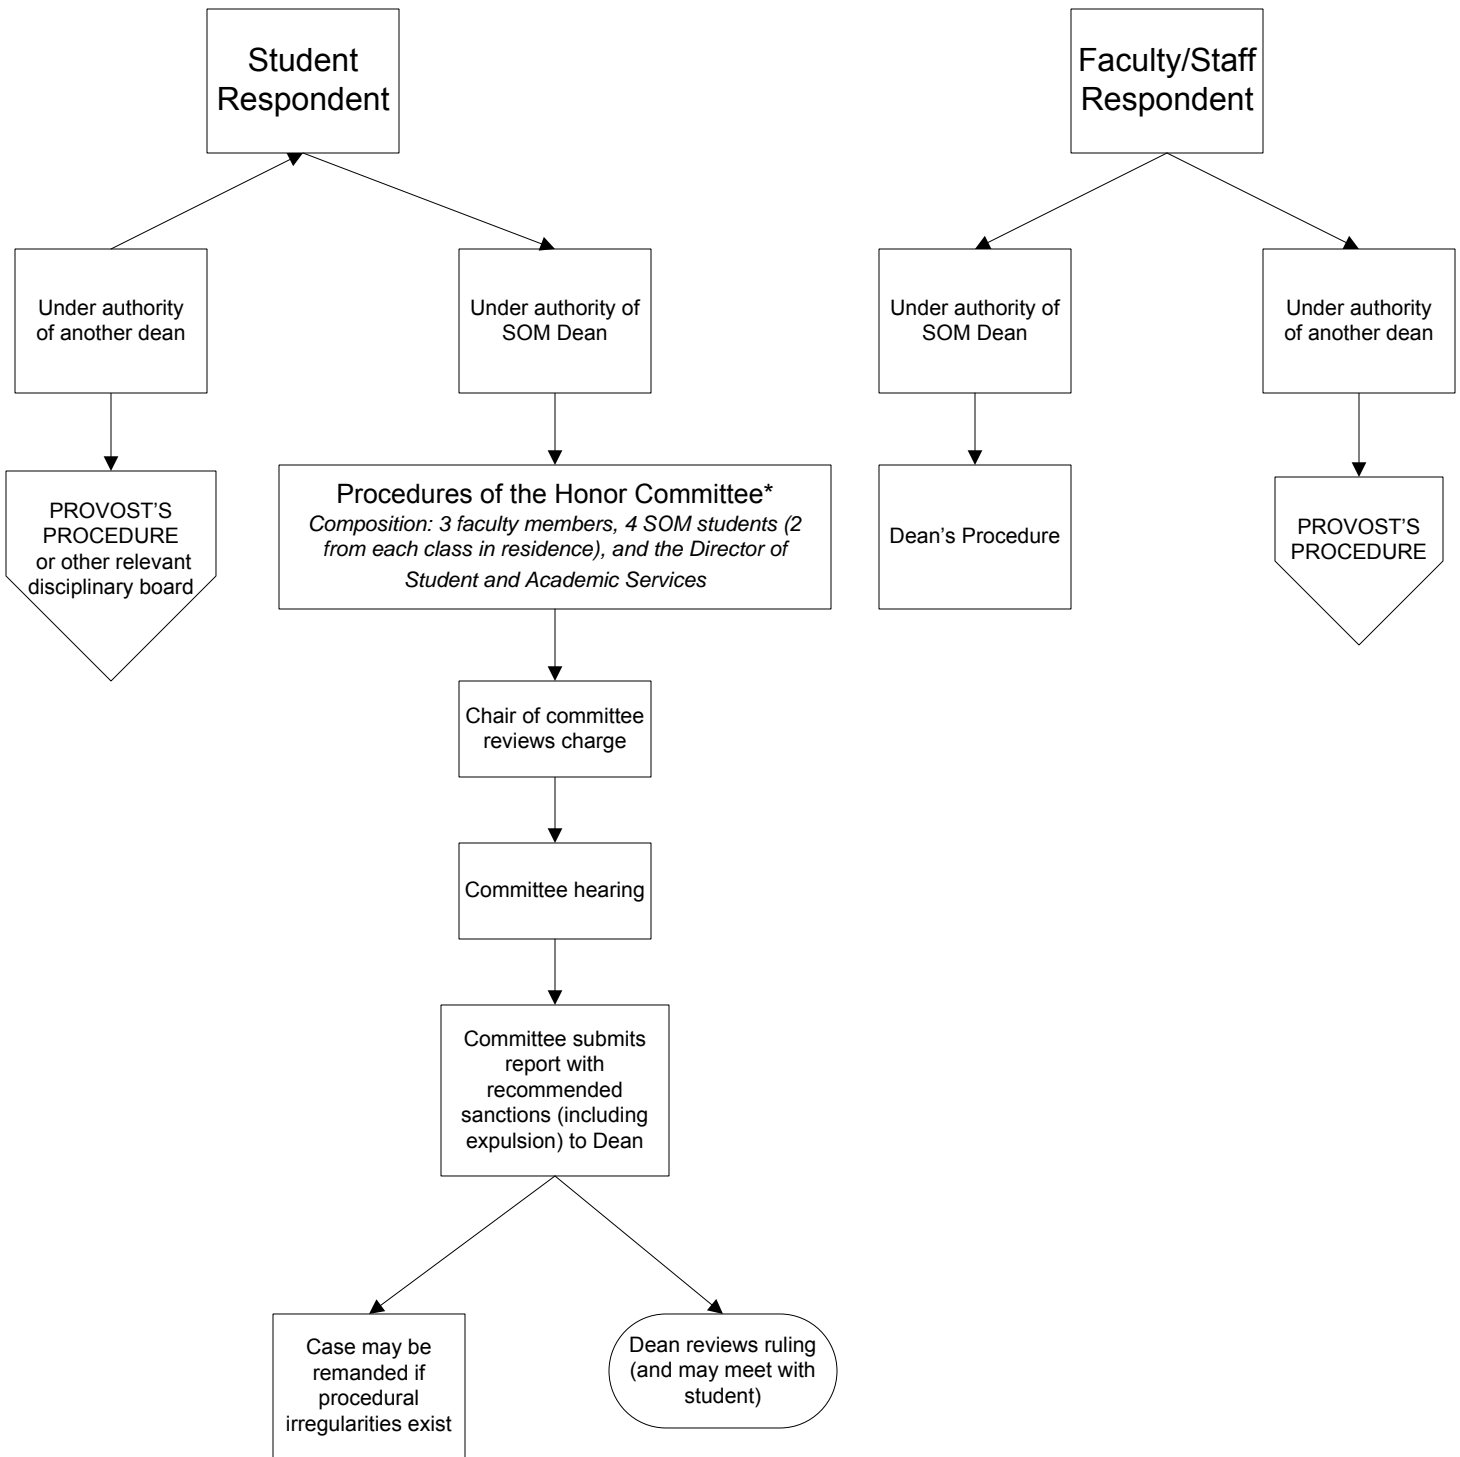 Student
Respondent
Faculty/Staff
Respondent
Under authority
of another dean
Under authority of
SOM Dean
Under authority of
SOM Dean
Under authority
of another dean
PROVOST'S
PROCEDURE
or other relevant
disciplinary board
Procedures of the Honor Committee*
Composition: 3 faculty members, 4 SOM students (2
from each class in residence), and the Director of
Student and Academic Services
Dean's Procedure
PROVOST'S
PROCEDURE
Chair of committee
reviews charge
Committee hearing
Committee submits
report with
recommended
sanctions (including
expulsion) to Dean
Case may be
remanded if
procedural
irregularities exist
Dean reviews ruling
(and may meet with
student)